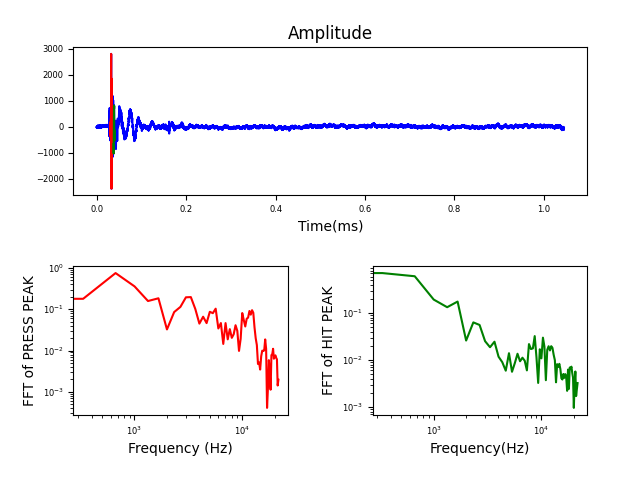 Amplitude
3000
2000
1000
0
−1000
−2000
0.0 0.2 0.4 0.6 0.8 1.0
Time(ms)
FFT of PRESS PEAK
10⁰
10⁻¹
10⁻²
10⁻³
10³ 10⁴
Frequency (Hz)
FFT of HIT PEAK
10⁻¹
10⁻²
10⁻³
10³ 10⁴
Frequency(Hz)